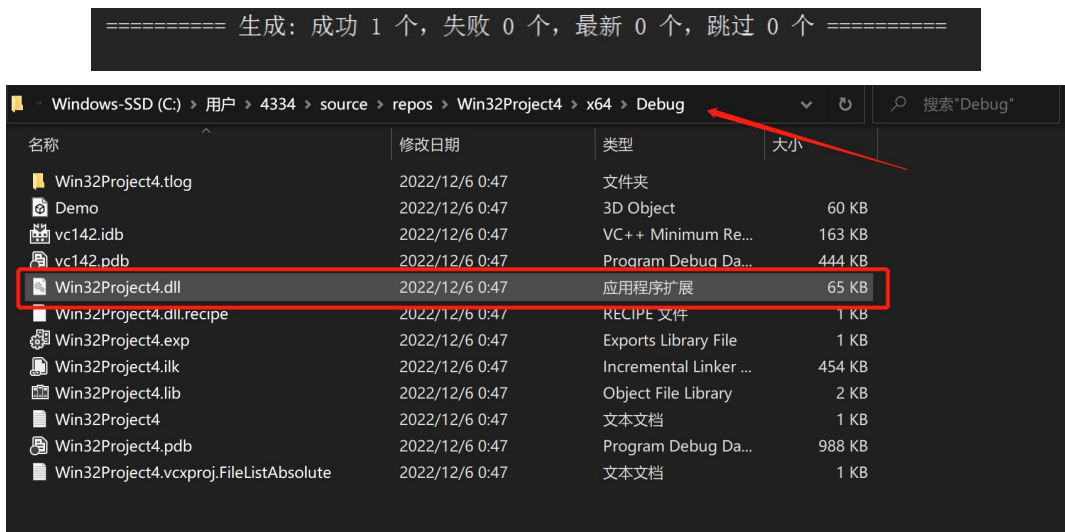 ========== 生成: 成功 1 个，失败 0 个，最新 0 个，跳过 0 个 ==========
Windows-SSD (C:) > 用户 > 4334 > source > repos > Win32Project4 > x64 > Debug 搜索"Debug"
名称 修改日期 类型 大小
Win32Project4.tlog 2022/12/6 0:47 文件夹
Demo 2022/12/6 0:47 3D Object 60 KB
vc142.idb 2022/12/6 0:47 VC++ Minimum Re... 163 KB
vc142.pdb 2022/12/6 0:47 Program Debug Da... 444 KB
Win32Project4.dll 2022/12/6 0:47 应用程序扩展 65 KB
Win32Project4.dll.recipe 2022/12/6 0:47 RECIPE 文件 1 KB
Win32Project4.exp 2022/12/6 0:47 Exports Library File 1 KB
Win32Project4.ilk 2022/12/6 0:47 Incremental Linker ... 454 KB
Win32Project4.lib 2022/12/6 0:47 Object File Library 2 KB
Win32Project4 2022/12/6 0:47 文本文档 1 KB
Win32Project4.pdb 2022/12/6 0:47 Program Debug Da... 988 KB
Win32Project4.vcxproj.FileListAbsolute 2022/12/6 0:47 文本文档 1 KB